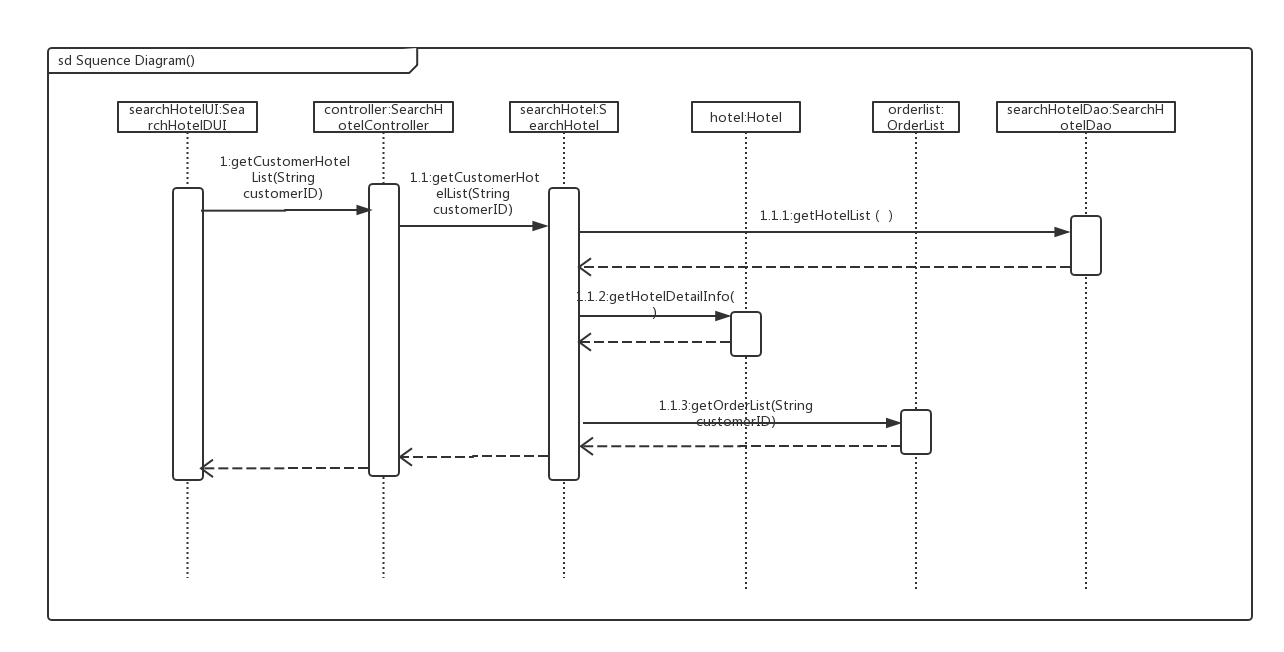 sd Squence Diagram()
searchHotelUI:Sea
rchHotelDUI
controller:SearchH
otelController
searchHotel:S
earchHotel
hotel:Hotel
orderlist:
OrderList
searchHotelDao:SearchH
otelDao
1:getCustomerHotel
List(String
customerID)
1.1:getCustomerHot
elList(String
customerID)
1.1.1:getHotelList (  )
1.1.2:getHotelDetailInfo(
)
1.1.3:getOrderList(String
customerID)